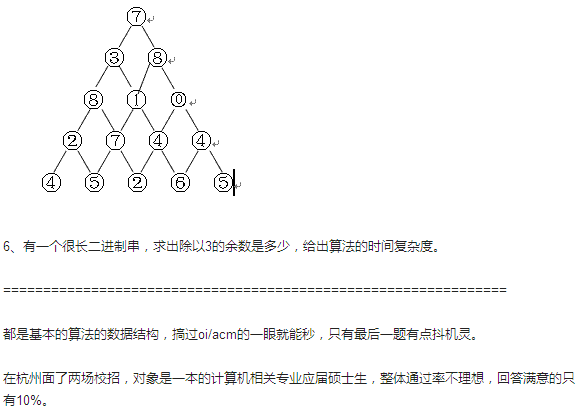 ⑦↵
③ ⑧↵
⑧ ① ⓪↵
② ⑦ ④ ④↵
④ ⑤ ② ⑥ ⑤↵
6、有一个很长二进制串，求出除以3的余数是多少，给出算法的时间复杂度。
===============================================================
都是基本的算法的数据结构，搞过oi/acm的一眼就能秒，只有最后一题有点抖机灵。
在杭州面了两场校招，对象是一本的计算机相关专业应届硕士生，整体通过率不理想，回答满意的只
有10%。